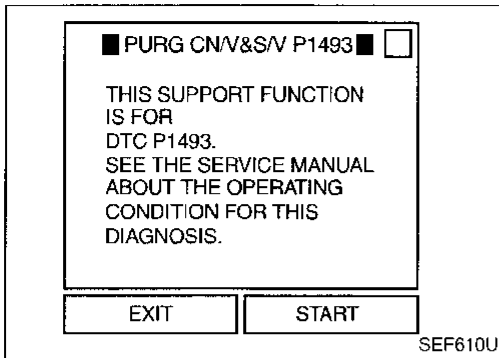 PURG CN/V&S/V P1493
THIS SUPPORT FUNCTION
IS FOR
DTC P1493.
SEE THE SERVICE MANUAL
ABOUT THE OPERATING
CONDITION FOR THIS
DIAGNOSIS.
EXIT START
SEF610U